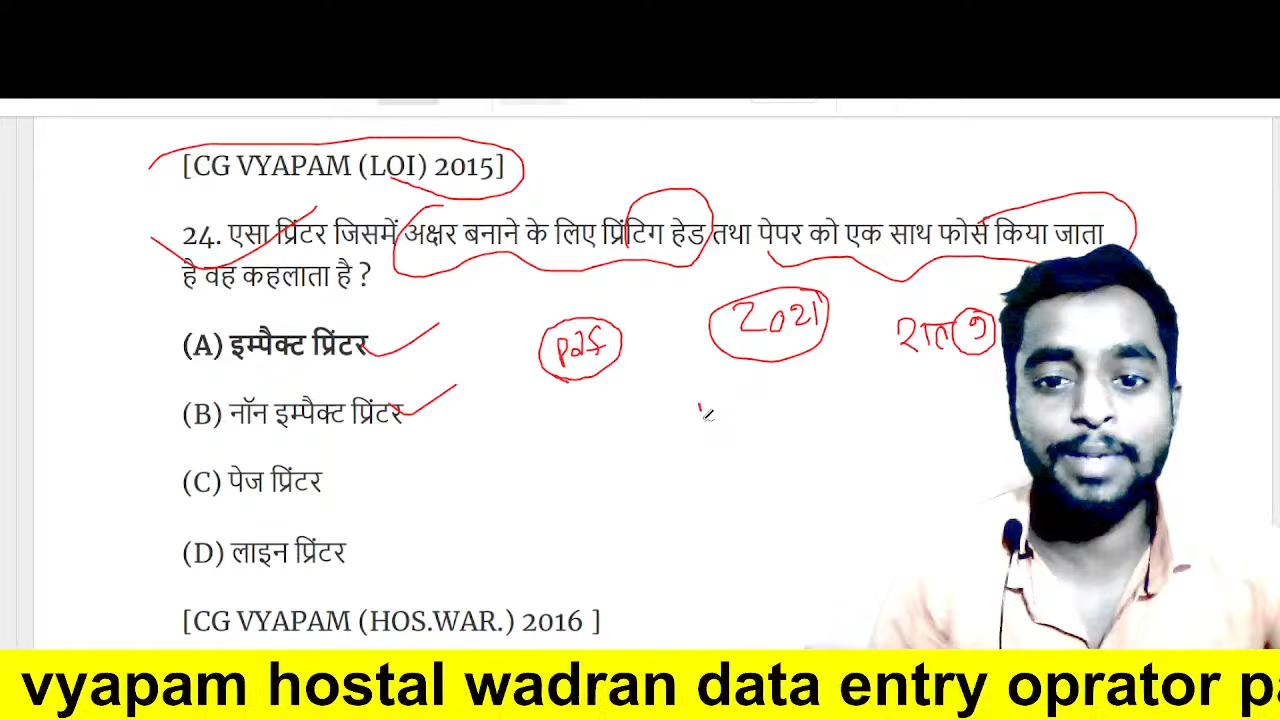 [CG VYAPAM (LOI) 2015]
24. एसा प्रिंटर जिसमें अक्षर बनाने के लिए प्रिंटिग हेड तथा पेपर को एक साथ फोर्स किया जाता
है वह कहलाता है ?
2021
रात 9
(A) इम्पैक्ट प्रिंटर
pdf
(B) नॉन इम्पैक्ट प्रिंटर
(C) पेज प्रिंटर
(D) लाइन प्रिंटर
[CG VYAPAM (HOS.WAR.) 2016 ]
vyapam hostal wadran data entry oprator pa